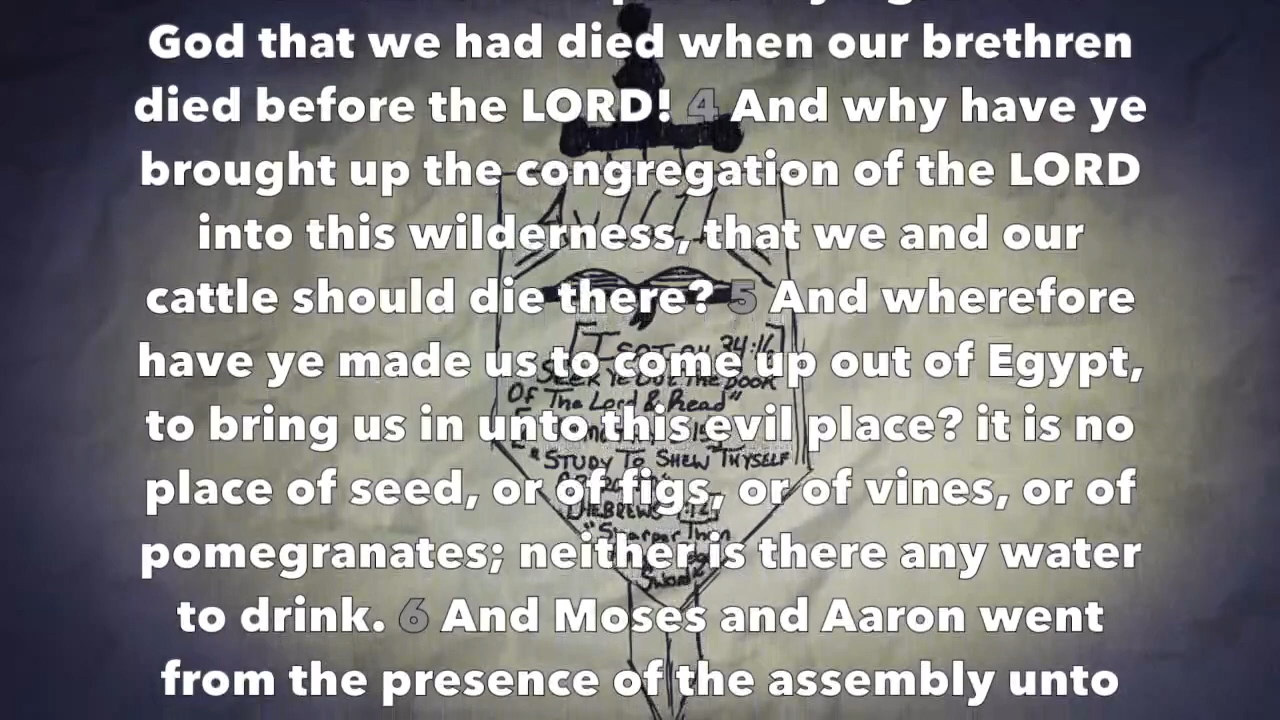 God that we had died when our brethren
died before the LORD! 4 And why have ye
brought up the congregation of the LORD
into this wilderness, that we and our
cattle should die there? 5 And wherefore
have ye made us to come up out of Egypt,
to bring us in unto this evil place? it is no
place of seed, or of figs, or of vines, or of
pomegranates; neither is there any water
to drink. 6 And Moses and Aaron went
from the presence of the assembly unto
34:16
SEEK YE OUT THE BOOK
Of The Lord & Read"
"STUDY TO SHEW THYSELF
HEBREWS
"Sharper Than
Sword"